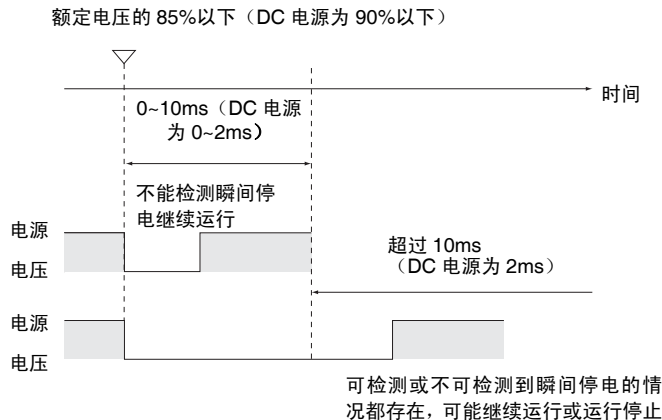 额定电压的 85%以下（DC 电源为 90%以下）
时间
0~10ms（DC 电源
为 0~2ms）
不能检测瞬间停
电继续运行
电源
电压
超过 10ms
（DC 电源为 2ms）
电源
电压
可检测或不可检测到瞬间停电的情
况都存在，可能继续运行或运行停止